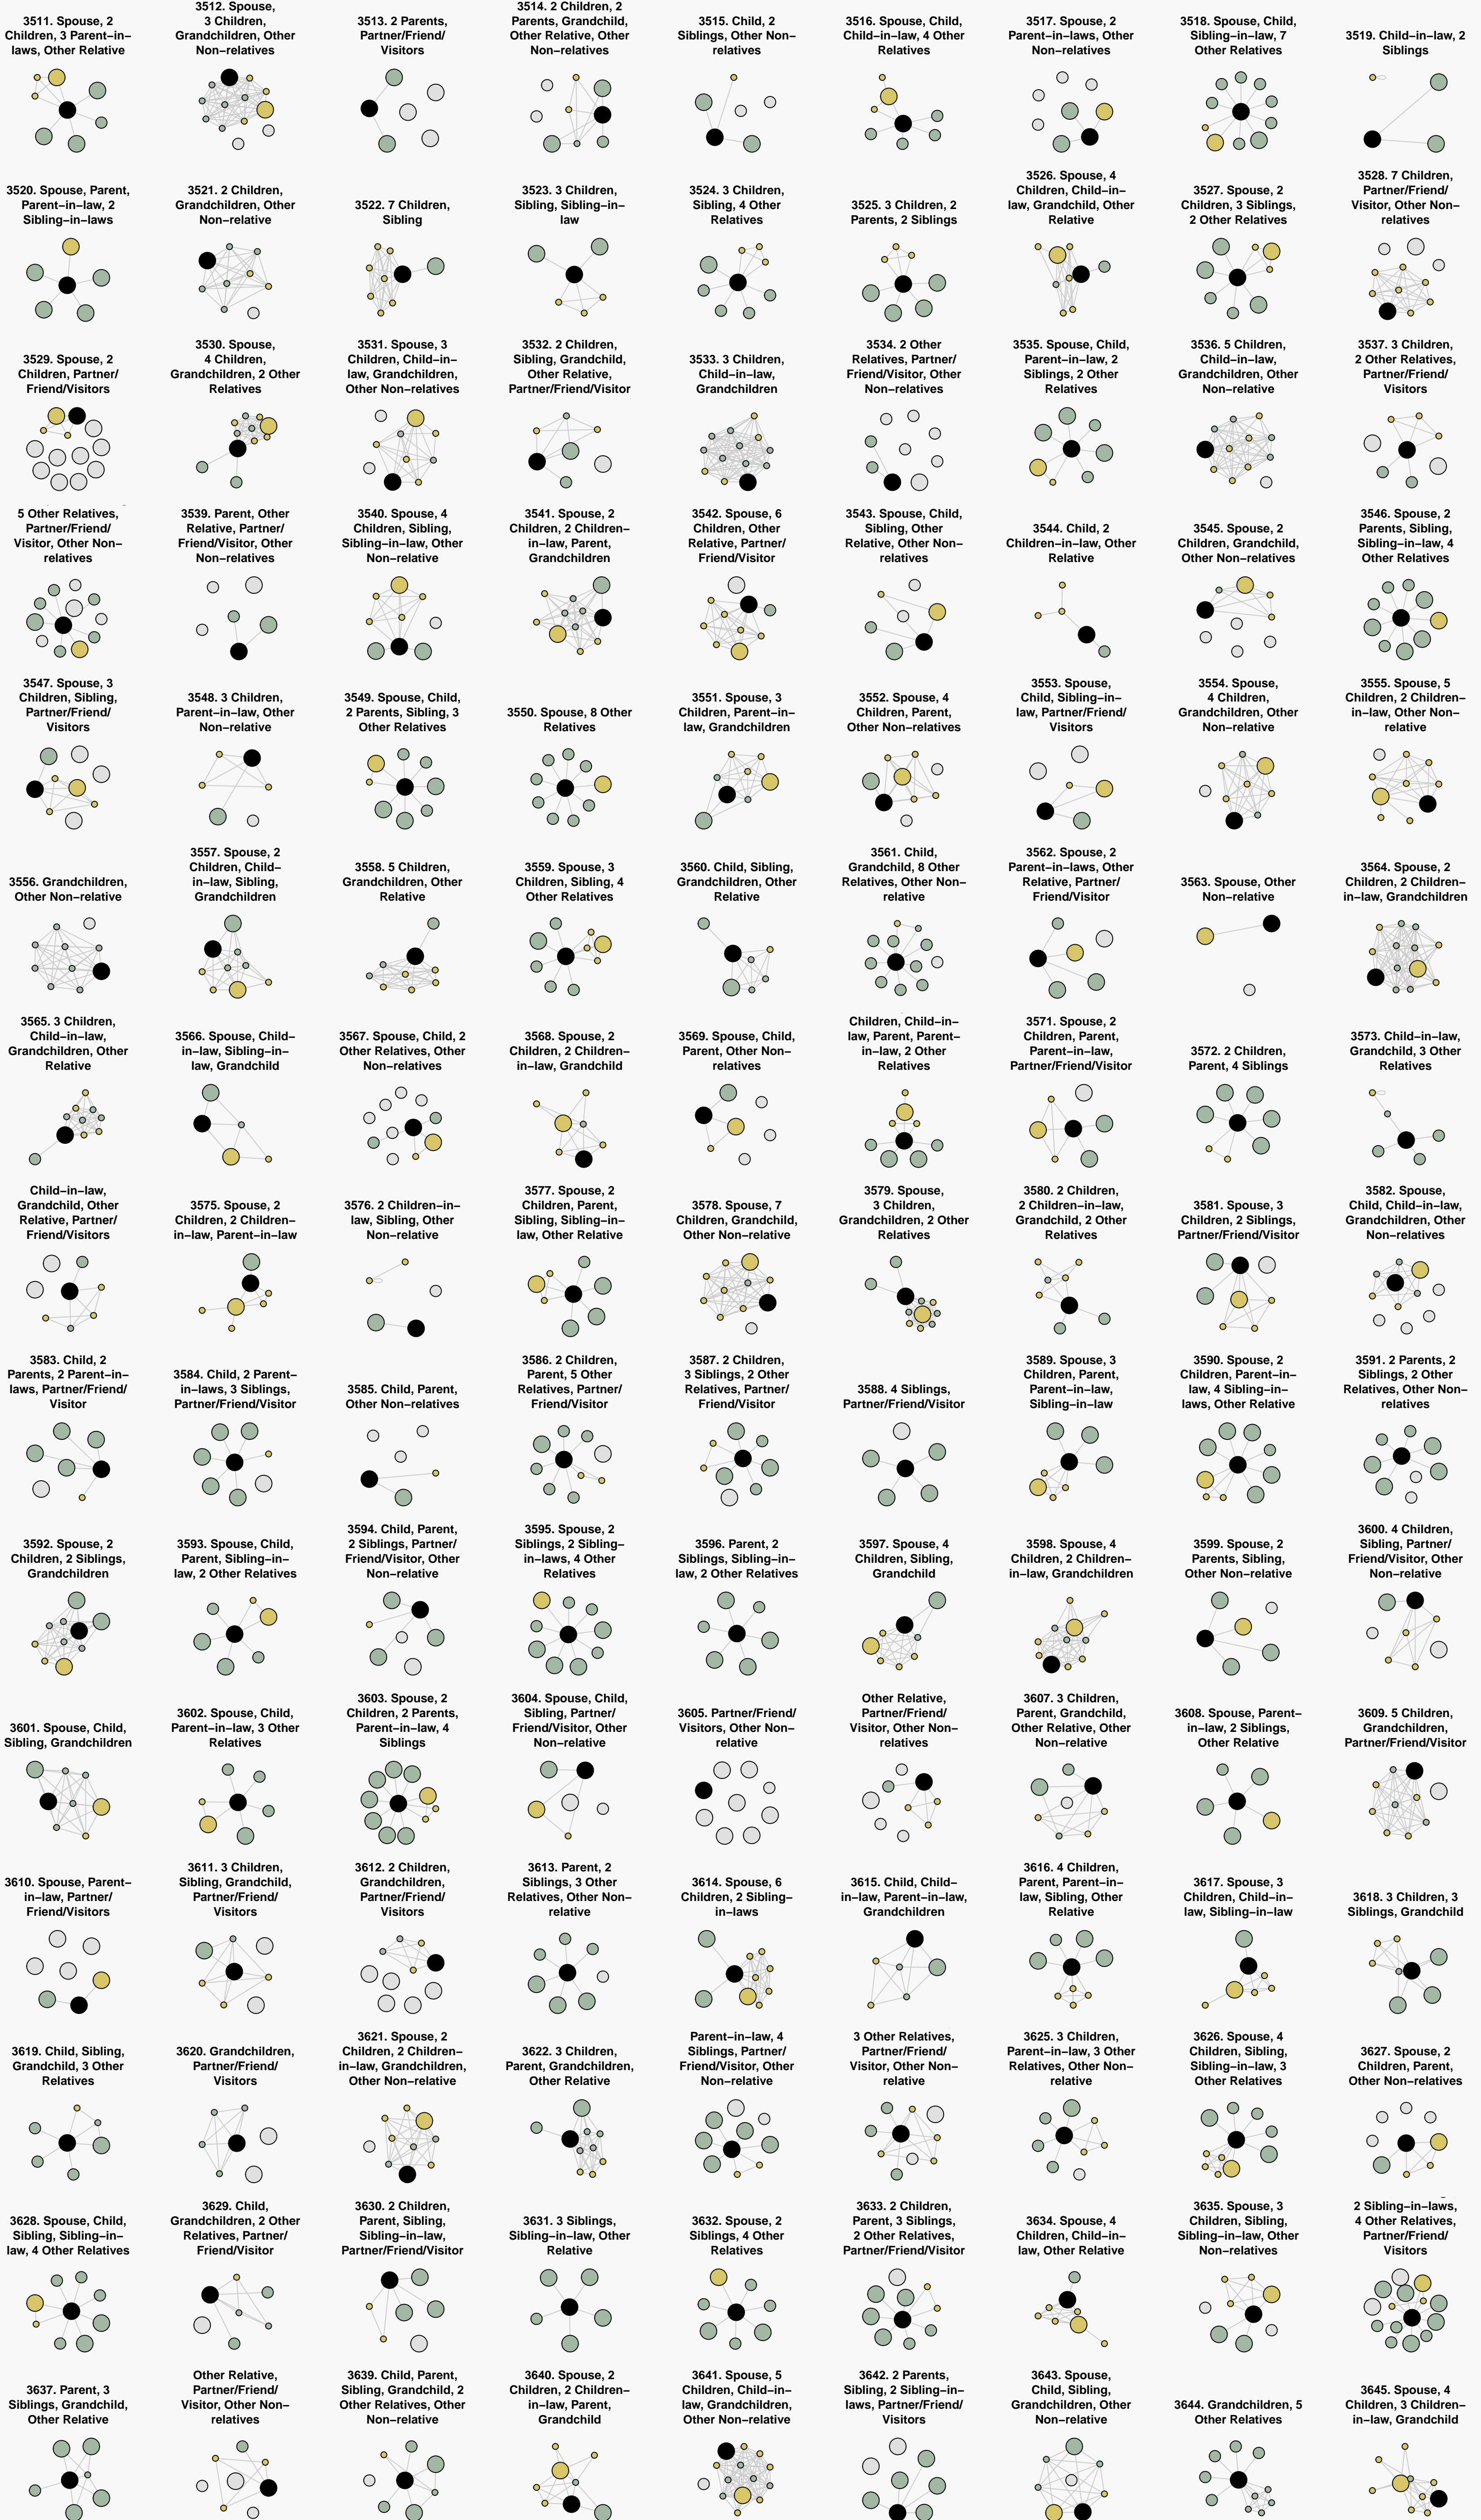 3511. Spouse, 2
Children, 3 Parent−in−
laws, Other Relative
3512. Spouse,
3 Children,
Grandchildren, Other
Non−relatives
3513. 2 Parents,
Partner/Friend/
Visitors
3514. 2 Children, 2
Parents, Grandchild,
Other Relative, Other
Non−relatives
3515. Child, 2
Siblings, Other Non−
relatives
3516. Spouse, Child,
Child−in−law, 4 Other
Relatives
3517. Spouse, 2
Parent−in−laws, Other
Non−relatives
3518. Spouse, Child,
Sibling−in−law, 7
Other Relatives
3519. Child−in−law, 2
Siblings
3520. Spouse, Parent,
Parent−in−law, 2
Sibling−in−laws
3521. 2 Children,
Grandchildren, Other
Non−relative
3522. 7 Children,
Sibling
3523. 3 Children,
Sibling, Sibling−in−
law
3524. 3 Children,
Sibling, 4 Other
Relatives
3525. 3 Children, 2
Parents, 2 Siblings
3526. Spouse, 4
Children, Child−in−
law, Grandchild, Other
Relative
3527. Spouse, 2
Children, 3 Siblings,
2 Other Relatives
3528. 7 Children,
Partner/Friend/
Visitor, Other Non−
relatives
3529. Spouse, 2
Children, Partner/
Friend/Visitors
3530. Spouse,
4 Children,
Grandchildren, 2 Other
Relatives
3531. Spouse, 3
Children, Child−in−
law, Grandchildren,
Other Non−relatives
3532. 2 Children,
Sibling, Grandchild,
Other Relative,
Partner/Friend/Visitor
3533. 3 Children,
Child−in−law,
Grandchildren
3534. 2 Other
Relatives, Partner/
Friend/Visitor, Other
Non−relatives
3535. Spouse, Child,
Parent−in−law, 2
Siblings, 2 Other
Relatives
3536. 5 Children,
Child−in−law,
Grandchildren, Other
Non−relative
3537. 3 Children,
2 Other Relatives,
Partner/Friend/
Visitors
5 Other Relatives,
Partner/Friend/
Visitor, Other Non−
relatives
3539. Parent, Other
Relative, Partner/
Friend/Visitor, Other
Non−relatives
3540. Spouse, 4
Children, Sibling,
Sibling−in−law, Other
Non−relative
3541. Spouse, 2
Children, 2 Children−
in−law, Parent,
Grandchildren
3542. Spouse, 6
Children, Other
Relative, Partner/
Friend/Visitor
3543. Spouse, Child,
Sibling, Other
Relative, Other Non−
relatives
3544. Child, 2
Children−in−law, Other
Relative
3545. Spouse, 2
Children, Grandchild,
Other Non−relatives
3546. Spouse, 2
Parents, Sibling,
Sibling−in−law, 4
Other Relatives
3547. Spouse, 3
Children, Sibling,
Partner/Friend/
Visitors
3548. 3 Children,
Parent−in−law, Other
Non−relative
3549. Spouse, Child,
2 Parents, Sibling, 3
Other Relatives
3550. Spouse, 8 Other
Relatives
3551. Spouse, 3
Children, Parent−in−
law, Grandchildren
3552. Spouse, 4
Children, Parent,
Other Non−relatives
3553. Spouse,
Child, Sibling−in−
law, Partner/Friend/
Visitors
3554. Spouse,
4 Children,
Grandchildren, Other
Non−relative
3555. Spouse, 5
Children, 2 Children−
in−law, Other Non−
relative
3556. Grandchildren,
Other Non−relative
3557. Spouse, 2
Children, Child−
in−law, Sibling,
Grandchildren
3558. 5 Children,
Grandchildren, Other
Relative
3559. Spouse, 3
Children, Sibling, 4
Other Relatives
3560. Child, Sibling,
Grandchildren, Other
Relative
3561. Child,
Grandchild, 8 Other
Relatives, Other Non−
relative
3562. Spouse, 2
Parent−in−laws, Other
Relative, Partner/
Friend/Visitor
3563. Spouse, Other
Non−relative
3564. Spouse, 2
Children, 2 Children−
in−law, Grandchildren
3565. 3 Children,
Child−in−law,
Grandchildren, Other
Relative
3566. Spouse, Child−
in−law, Sibling−in−
law, Grandchild
3567. Spouse, Child, 2
Other Relatives, Other
Non−relatives
3568. Spouse, 2
Children, 2 Children−
in−law, Grandchild
3569. Spouse, Child,
Parent, Other Non−
relatives
Children, Child−in−
law, Parent, Parent−
in−law, 2 Other
Relatives
3571. Spouse, 2
Children, Parent,
Parent−in−law,
Partner/Friend/Visitor
3572. 2 Children,
Parent, 4 Siblings
3573. Child−in−law,
Grandchild, 3 Other
Relatives
Child−in−law,
Grandchild, Other
Relative, Partner/
Friend/Visitors
3575. Spouse, 2
Children, 2 Children−
in−law, Parent−in−law
3576. 2 Children−in−
law, Sibling, Other
Non−relative
3577. Spouse, 2
Children, Parent,
Sibling, Sibling−in−
law, Other Relative
3578. Spouse, 7
Children, Grandchild,
Other Non−relative
3579. Spouse,
3 Children,
Grandchildren, 2 Other
Relatives
3580. 2 Children,
2 Children−in−law,
Grandchild, 2 Other
Relatives
3581. Spouse, 3
Children, 2 Siblings,
Partner/Friend/Visitor
3582. Spouse,
Child, Child−in−law,
Grandchildren, Other
Non−relatives
3583. Child, 2
Parents, 2 Parent−in−
laws, Partner/Friend/
Visitor
3584. Child, 2 Parent−
in−laws, 3 Siblings,
Partner/Friend/Visitor
3585. Child, Parent,
Other Non−relatives
3586. 2 Children,
Parent, 5 Other
Relatives, Partner/
Friend/Visitor
3587. 2 Children,
3 Siblings, 2 Other
Relatives, Partner/
Friend/Visitor
3588. 4 Siblings,
Partner/Friend/Visitor
3589. Spouse, 3
Children, Parent,
Parent−in−law,
Sibling−in−law
3590. Spouse, 2
Children, Parent−in−
law, 4 Sibling−in−
laws, Other Relative
3591. 2 Parents, 2
Siblings, 2 Other
Relatives, Other Non−
relatives
3592. Spouse, 2
Children, 2 Siblings,
Grandchildren
3593. Spouse, Child,
Parent, Sibling−in−
law, 2 Other Relatives
3594. Child, Parent,
2 Siblings, Partner/
Friend/Visitor, Other
Non−relative
3595. Spouse, 2
Siblings, 2 Sibling−
in−laws, 4 Other
Relatives
3596. Parent, 2
Siblings, Sibling−in−
law, 2 Other Relatives
3597. Spouse, 4
Children, Sibling,
Grandchild
3598. Spouse, 4
Children, 2 Children−
in−law, Grandchildren
3599. Spouse, 2
Parents, Sibling,
Other Non−relative
3600. 4 Children,
Sibling, Partner/
Friend/Visitor, Other
Non−relative
3601. Spouse, Child,
Sibling, Grandchildren
3602. Spouse, Child,
Parent−in−law, 3 Other
Relatives
3603. Spouse, 2
Children, 2 Parents,
Parent−in−law, 4
Siblings
3604. Spouse, Child,
Sibling, Partner/
Friend/Visitor, Other
Non−relative
3605. Partner/Friend/
Visitors, Other Non−
relative
Other Relative,
Partner/Friend/
Visitor, Other Non−
relatives
3607. 3 Children,
Parent, Grandchild,
Other Relative, Other
Non−relative
3608. Spouse, Parent−
in−law, 2 Siblings,
Other Relative
3609. 5 Children,
Grandchildren,
Partner/Friend/Visitor
3610. Spouse, Parent−
in−law, Partner/
Friend/Visitors
3611. 3 Children,
Sibling, Grandchild,
Partner/Friend/
Visitors
3612. 2 Children,
Grandchildren,
Partner/Friend/
Visitors
3613. Parent, 2
Siblings, 3 Other
Relatives, Other Non−
relative
3614. Spouse, 6
Children, 2 Sibling−
in−laws
3615. Child, Child−
in−law, Parent−in−law,
Grandchildren
3616. 4 Children,
Parent, Parent−in−
law, Sibling, Other
Relative
3617. Spouse, 3
Children, Child−in−
law, Sibling−in−law
3618. 3 Children, 3
Siblings, Grandchild
3619. Child, Sibling,
Grandchild, 3 Other
Relatives
3620. Grandchildren,
Partner/Friend/
Visitors
3621. Spouse, 2
Children, 2 Children−
in−law, Grandchildren,
Other Non−relative
3622. 3 Children,
Parent, Grandchildren,
Other Relative
Parent−in−law, 4
Siblings, Partner/
Friend/Visitor, Other
Non−relative
3 Other Relatives,
Partner/Friend/
Visitor, Other Non−
relative
3625. 3 Children,
Parent−in−law, 3 Other
Relatives, Other Non−
relative
3626. Spouse, 4
Children, Sibling,
Sibling−in−law, 3
Other Relatives
3627. Spouse, 2
Children, Parent,
Other Non−relatives
3628. Spouse, Child,
Sibling, Sibling−in−
law, 4 Other Relatives
3629. Child,
Grandchild, 2 Other
Relatives, Partner/
Friend/Visitor
3630. 2 Children,
Parent, Sibling,
Sibling−in−law,
Partner/Friend/Visitor
3631. 3 Siblings,
Sibling−in−law, Other
Relative
3632. Spouse, 2
Siblings, 4 Other
Relatives
3633. 2 Children,
Parent, 3 Siblings,
2 Other Relatives,
Partner/Friend/Visitor
3634. Spouse, 4
Children, Child−in−
law, Other Relative
3635. Spouse, 3
Children, Sibling,
Sibling−in−law, Other
Non−relatives
2 Sibling−in−laws,
4 Other Relatives,
Partner/Friend/
Visitors
3637. Parent, 3
Siblings, Grandchild,
Other Relative
Other Relative,
Partner/Friend/
Visitor, Other Non−
relatives
3639. Child, Parent,
Sibling, Grandchild, 2
Other Relatives, Other
Non−relative
3640. Spouse, 2
Children, 2 Children−
in−law, Parent,
Grandchild
3641. Spouse, 5
Children, Child−in−
law, Grandchildren,
Other Non−relative
3642. 2 Parents,
Sibling, 2 Sibling−in−
laws, Partner/Friend/
Visitors
3643. Spouse,
Child, Sibling,
Grandchildren, Other
Non−relative
3644. Grandchildren, 5
Other Relatives
3645. Spouse, 4
Children, 3 Children−
in−law, Grandchild